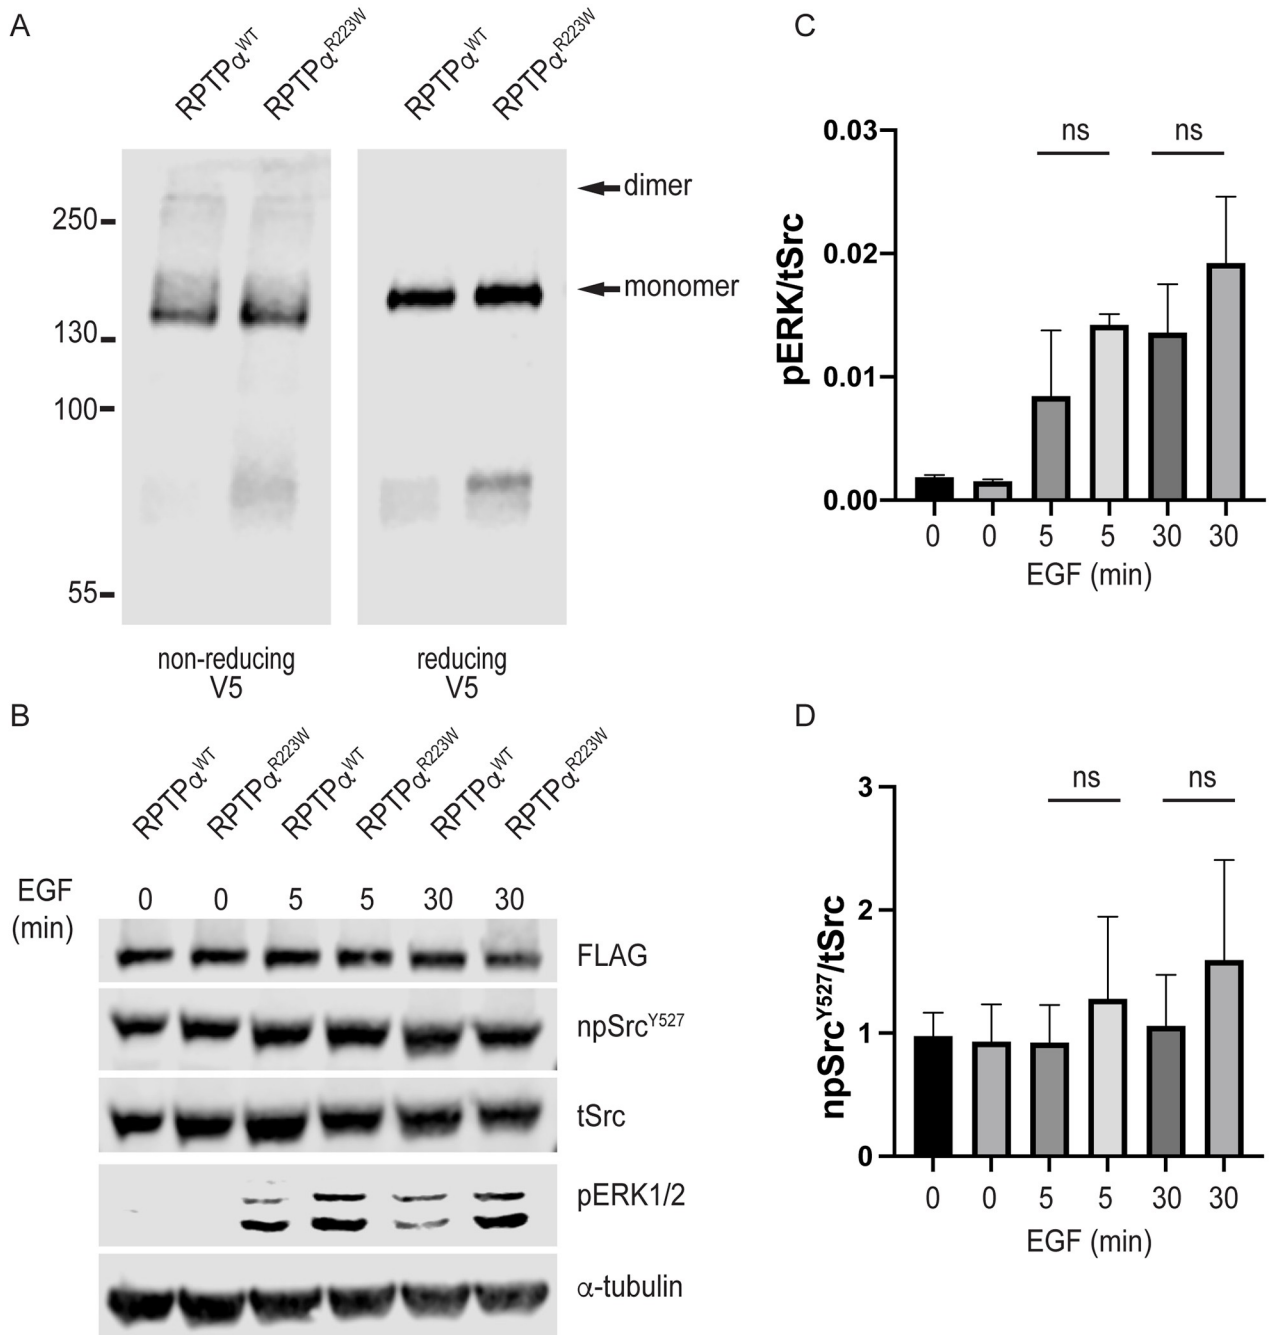 A
RPTPα^WT RPTPα^R223W RPTPα^WT RPTPα^R223W
250
130
100
55
dimer
monomer
non-reducing
V5
reducing
V5
B
RPTPα^WT RPTPα^R223W RPTPα^WT RPTPα^R223W RPTPα^WT RPTPα^R223W
EGF
(min)
0 0 5 5 30 30
FLAG
npSrc^Y527
tSrc
pERK1/2
α-tubulin
C
ns ns
pERK/tSrc
0.03
0.02
0.01
0.00
0 0 5 5 30 30
EGF (min)
D
ns ns
npSrc^Y527/tSrc
3
2
1
0
0 0 5 5 30 30
EGF (min)